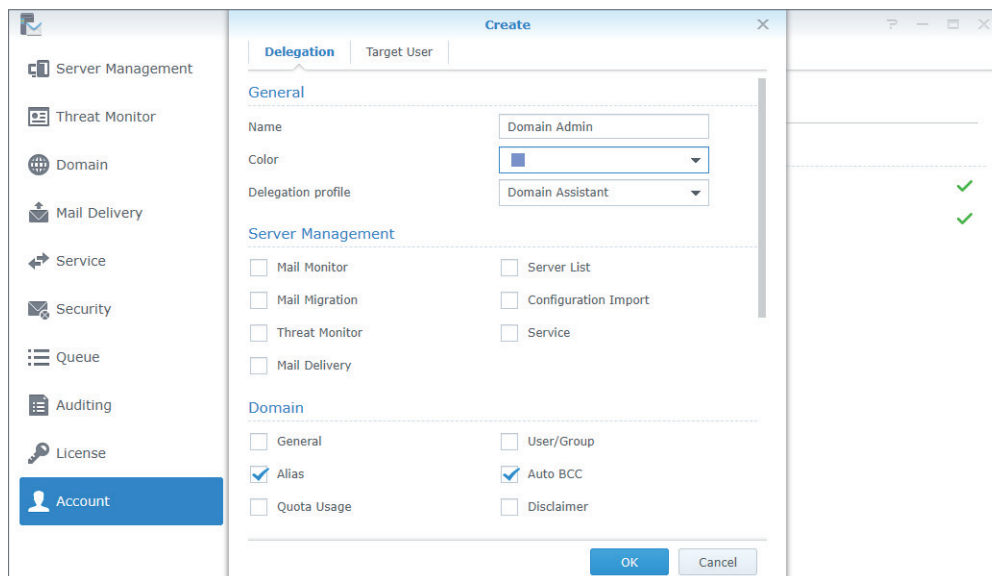 Create
Delegation
Target User
Server Management
Threat Monitor
Domain
Mail Delivery
Service
Security
Queue
Auditing
License
Account
General
Name
Domain Admin
Color
Delegation profile
Domain Assistant
Server Management
Mail Monitor
Server List
Mail Migration
Configuration Import
Threat Monitor
Service
Mail Delivery
Domain
General
User/Group
Alias
Auto BCC
Quota Usage
Disclaimer
OK
Cancel